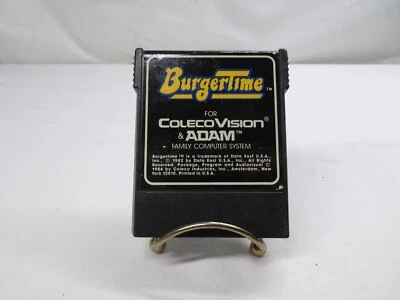 BURGERTIME™
FOR
COLECOVISION®
& ADAM™
FAMILY COMPUTER SYSTEM
Burgertime ™ is a trademark of Data East U.S.A.,
Inc., © 1982 Data East U.S.A., Inc. All Rights
Reserved, Package, Program and Audiovisual ©
1984 by Coleco Industries, Inc., Amsterdam, New
York 12010. Printed in U.S.A.